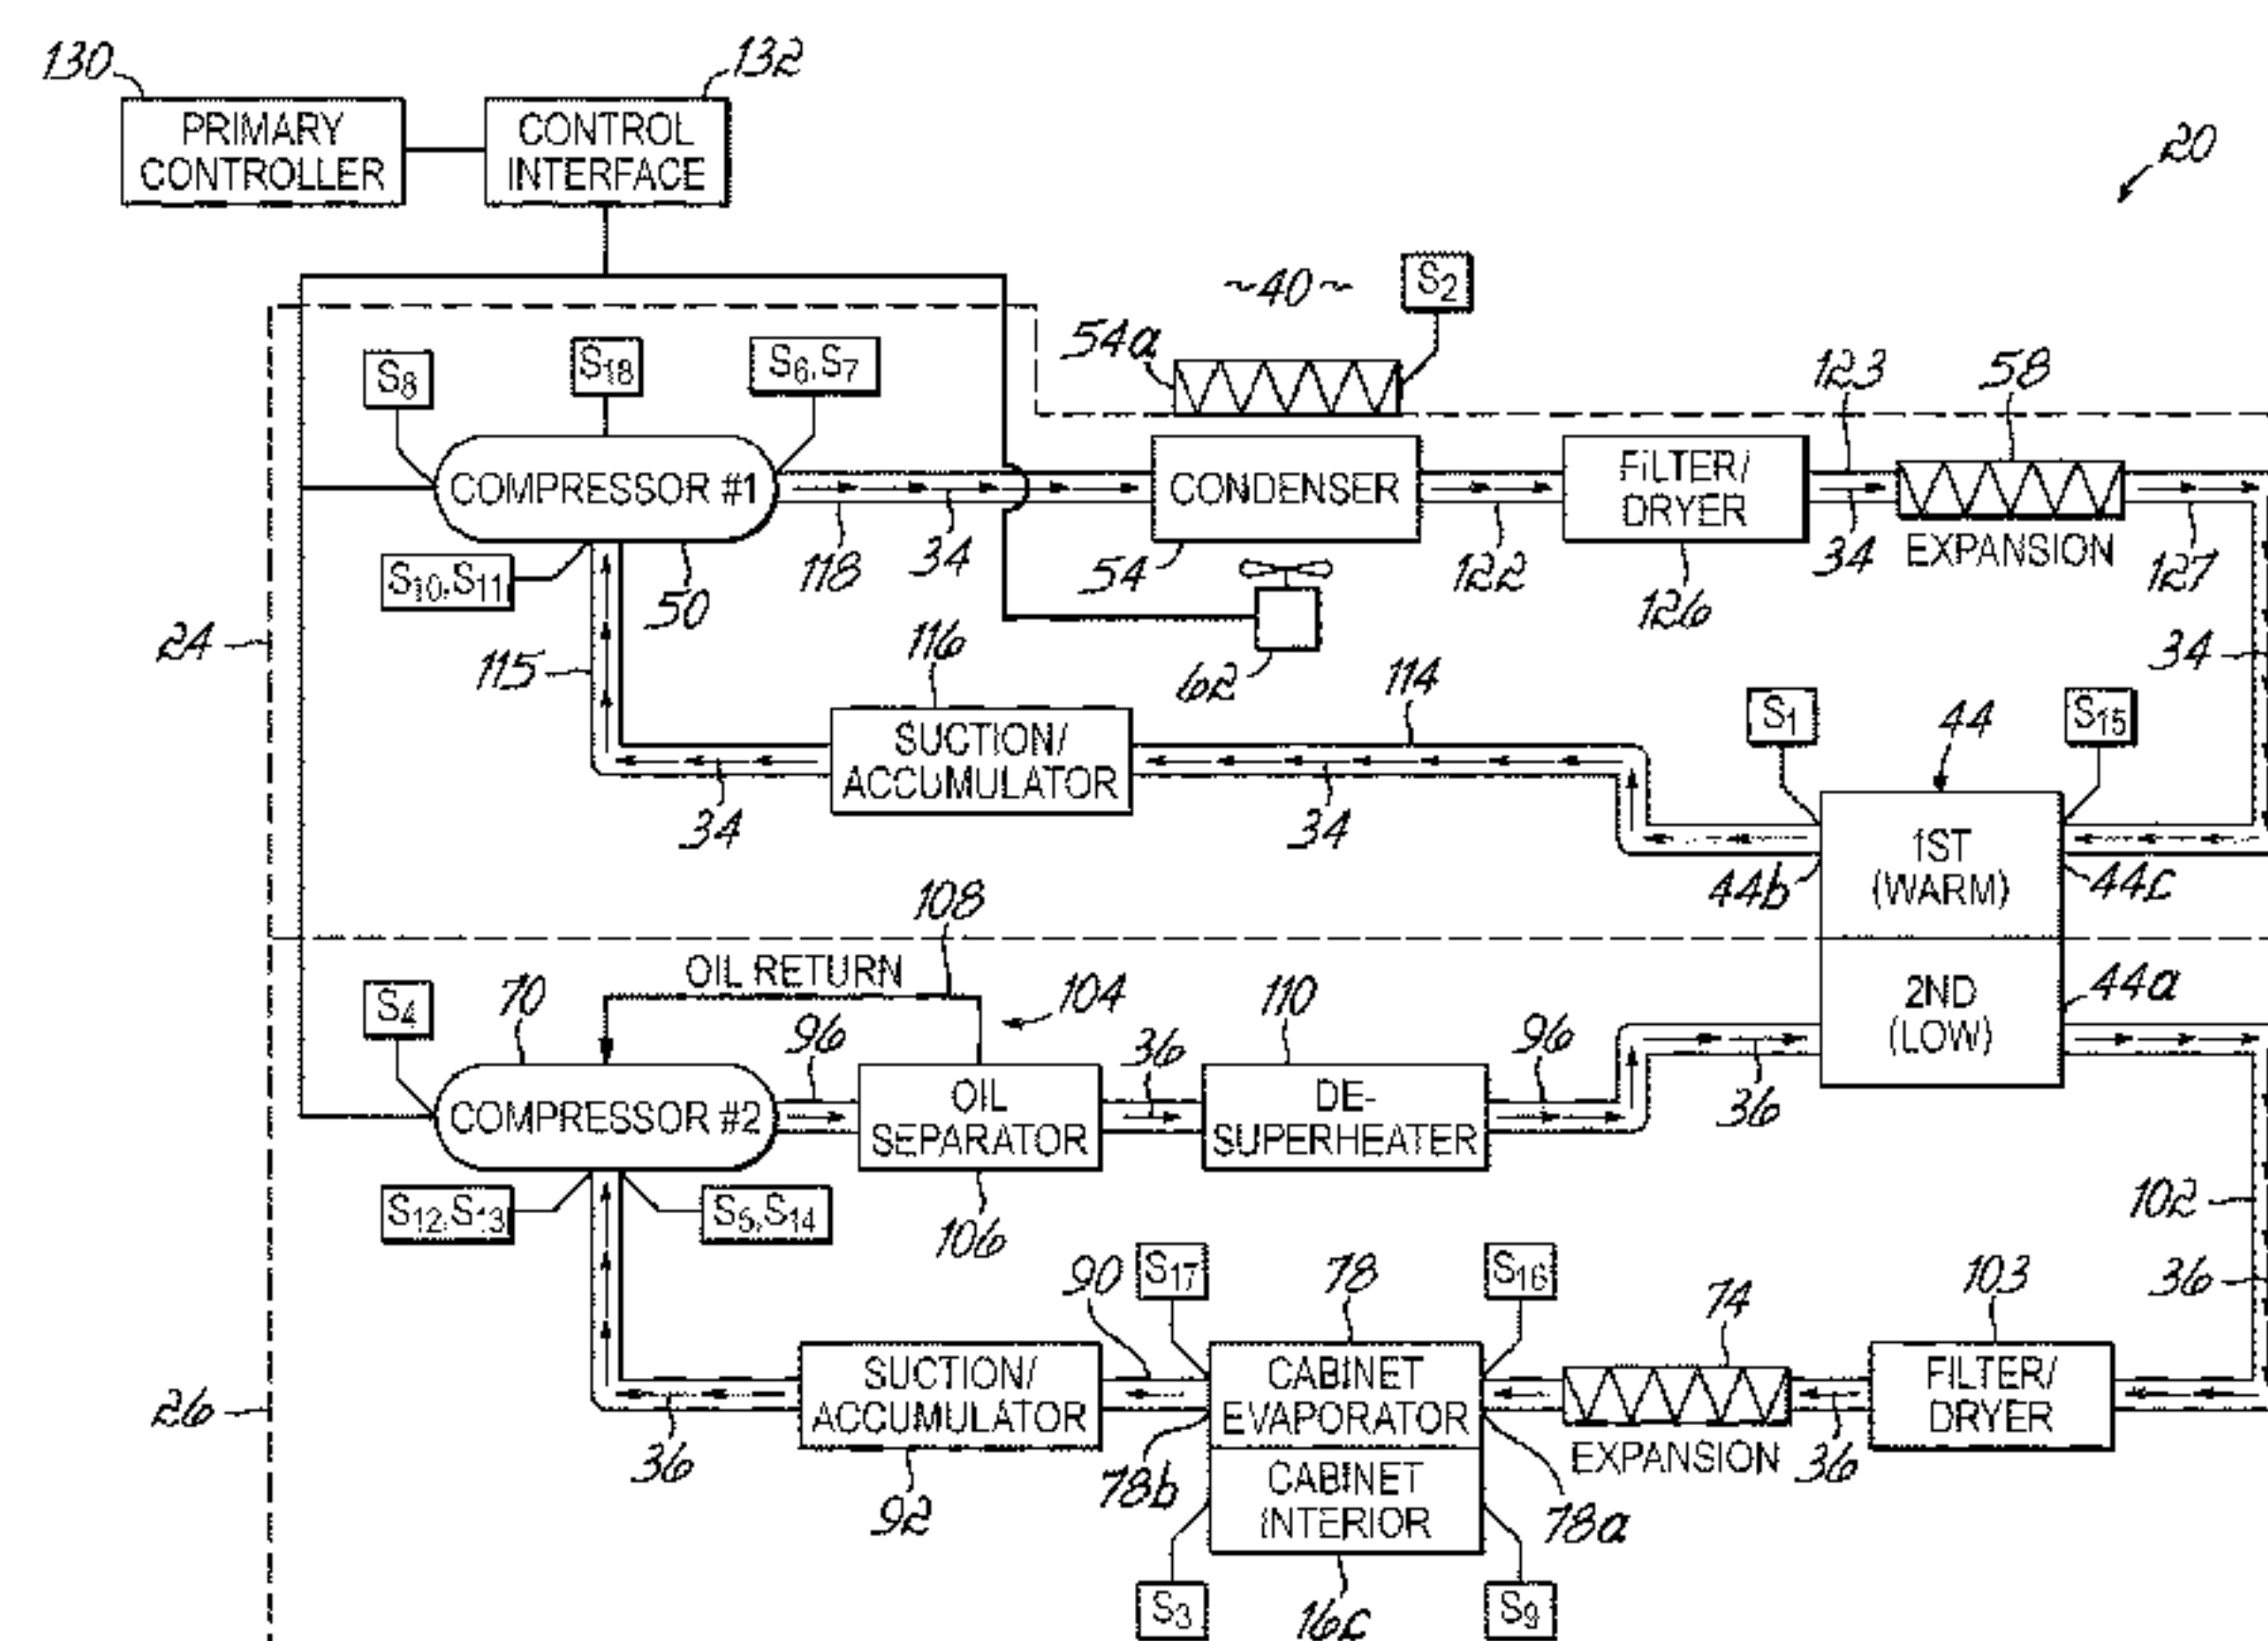 130
132
PRIMARY
CONTROLLER
CONTROL
INTERFACE
20
~40~
S2
54a
S8
S18
S6,S7
123
58
COMPRESSOR #1
CONDENSER
FILTER/
DRYER
EXPANSION
S10,S11
50
118
34
54
122
126
34
127
24
115
116
62
114
34
SUCTION/
ACCUMULATOR
S1
44
S15
34
34
1ST
(WARM)
44b
44c
108
OIL RETURN
S4
70
104
110
2ND
(LOW)
44a
96
36
96
COMPRESSOR #2
OIL
SEPARATOR
DE-
SUPERHEATER
36
S12,S13
S5,S14
106
102
S17
78
S16
90
74
103
36
SUCTION/
ACCUMULATOR
CABINET
EVAPORATOR
FILTER/
DRYER
26
36
92
78b
CABINET
INTERIOR
78a
EXPANSION
36
S3
16c
S9